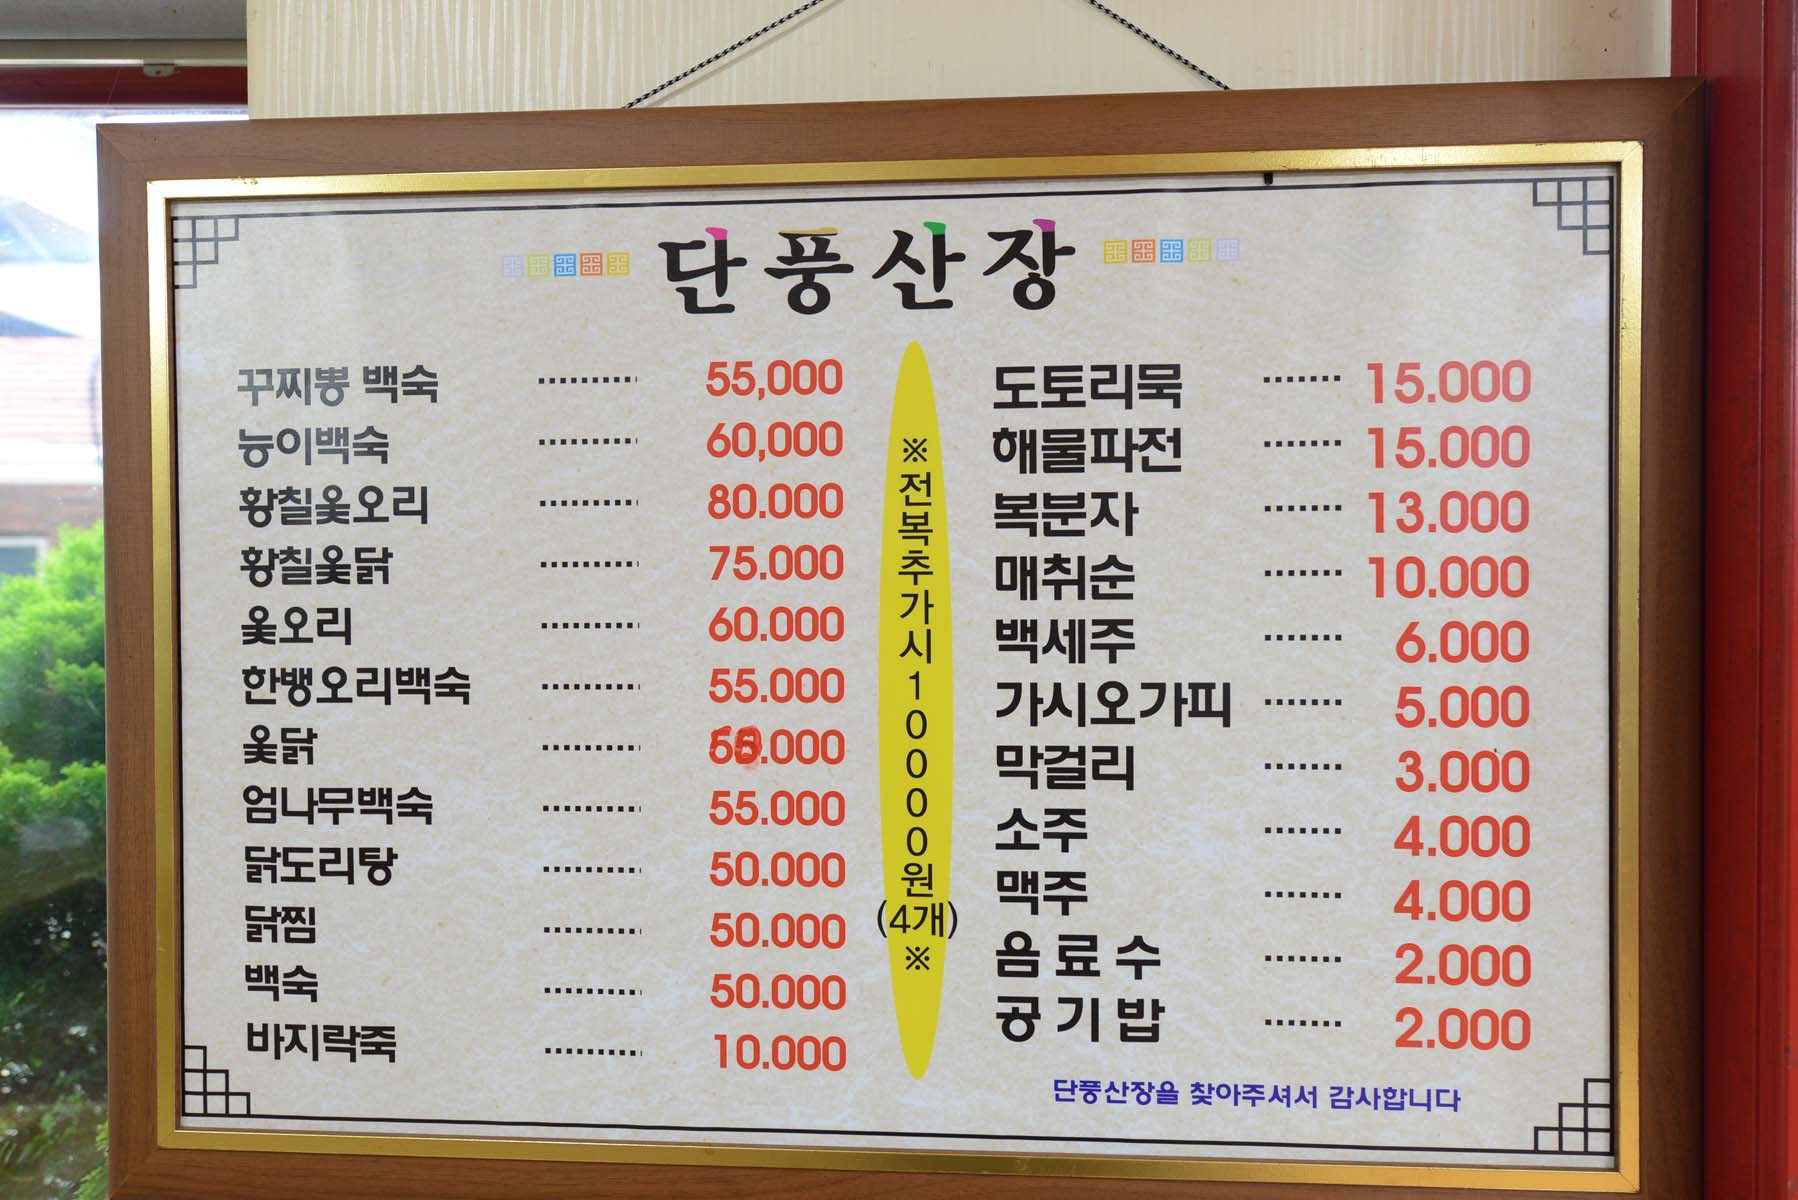 단풍산장
꾸찌뽕 백숙 ·········· 55,000
능이백숙 ·········· 60,000
황칠옻오리 ·········· 80.000
황칠옻닭 ·········· 75.000
옻오리 ·········· 60.000
한뱅오리백숙 ·········· 55.000
옻닭 ·········· .000
엄나무백숙 ·········· 55.000
닭도리탕 ·········· 50.000
닭찜 ·········· 50.000
백숙 ·········· 50.000
바지락죽 ·········· 10.000
※전복추가시10000원(4개)※
도토리묵 ······· 15.000
해물파전 ······· 15.000
복분자 ······· 13.000
매취순 ······· 10.000
백세주 ······· 6.000
가시오가피 ······· 5.000
막걸리 ······· 3.000
소주 ······· 4.000
맥주 ······· 4.000
음료수 ······· 2.000
공기밥 ······· 2.000
단풍산장을 찾아주셔서 감사합니다